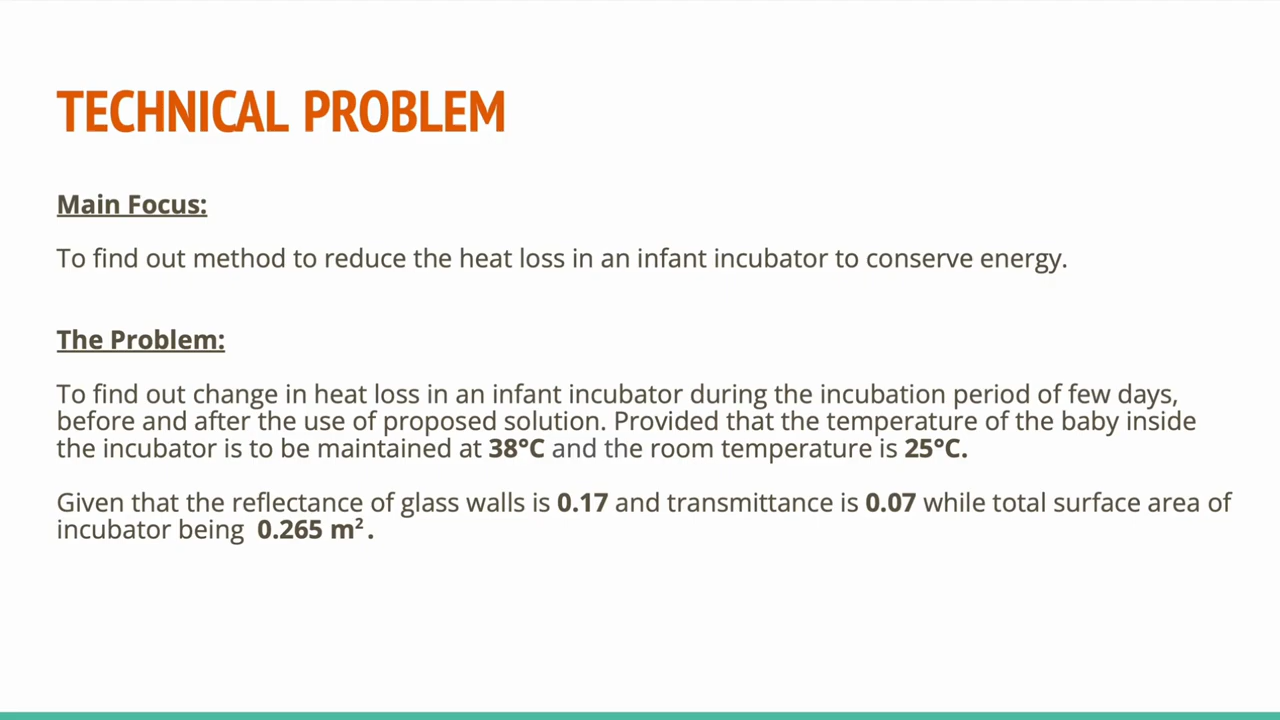 TECHNICAL PROBLEM
Main Focus:
To find out method to reduce the heat loss in an infant incubator to conserve energy.
The Problem:
To find out change in heat loss in an infant incubator during the incubation period of few days,
before and after the use of proposed solution. Provided that the temperature of the baby inside
the incubator is to be maintained at 38°C and the room temperature is 25°C.
Given that the reflectance of glass walls is 0.17 and transmittance is 0.07 while total surface area of
incubator being 0.265 m².